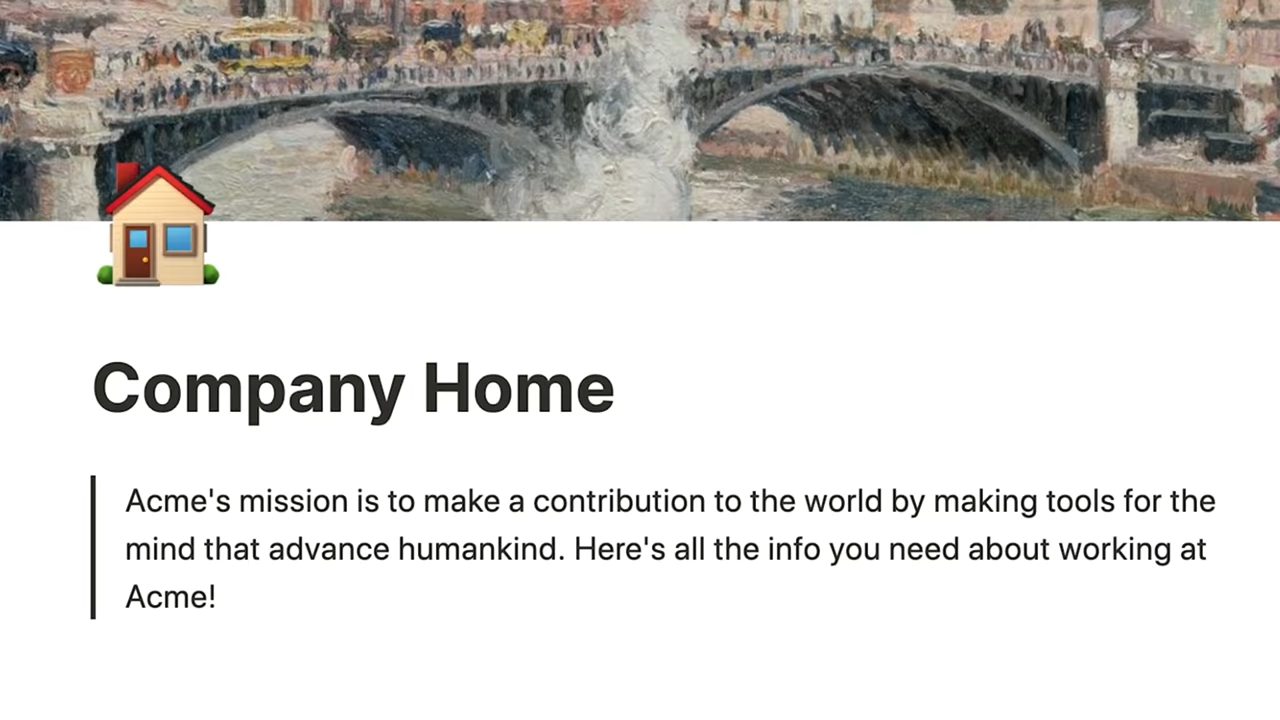 Company Home
Acme's mission is to make a contribution to the world by making tools for the
mind that advance humankind. Here's all the info you need about working at
Acme!